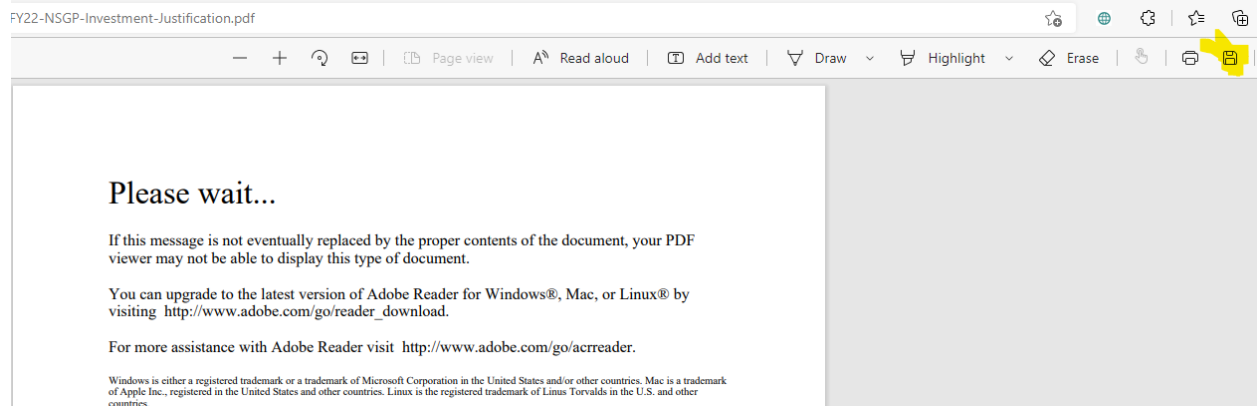 FY22-NSGP-Investment-Justification.pdf
Page view
Read aloud
Add text
Draw
Highlight
Erase
Please wait...
If this message is not eventually replaced by the proper contents of the document, your PDF
viewer may not be able to display this type of document.
You can upgrade to the latest version of Adobe Reader for Windows®, Mac, or Linux® by
visiting http://www.adobe.com/go/reader_download.
For more assistance with Adobe Reader visit http://www.adobe.com/go/acrreader.
Windows is either a registered trademark or a trademark of Microsoft Corporation in the United States and/or other countries. Mac is a trademark
of Apple Inc., registered in the United States and other countries. Linux is the registered trademark of Linus Torvalds in the U.S. and other
countries.